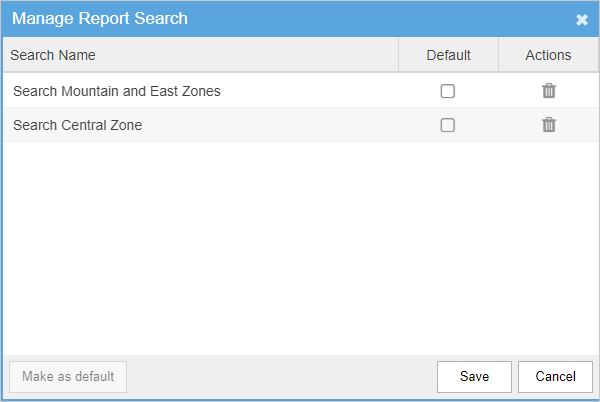 Manage Report Search
Search Name Default Actions
Search Mountain and East Zones
Search Central Zone
Make as default Save Cancel